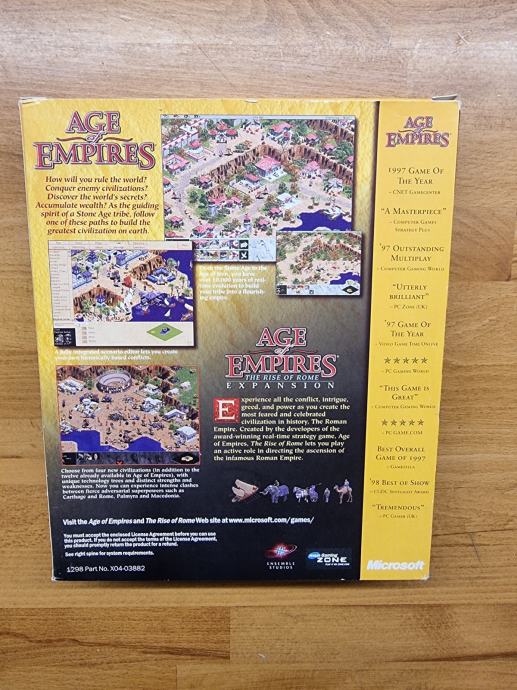 AGE
of
EMPIRES
How will you rule the world?
Conquer enemy civilizations?
Discover the world's secrets?
Accumulate wealth? As the guiding
spirit of a Stone Age tribe, follow
one of these paths to build the
greatest civilization on earth.
From the Stone Age to the
Age of Iron, you have
over 10,000 years of real-
time evolution to build
your tribe into a flourish-
ing empire.
A fully integrated scenario editor lets you create
your own historically based conflicts.
AGE
of
EMPIRES
THE RISE OF ROME
EXPANSION
Experience all the conflict, intrigue,
greed, and power as you create the
most feared and celebrated
civilization in history, The Roman
Empire. Created by the developers of the
award-winning real-time strategy game, Age
of Empires, The Rise of Rome lets you play
an active role in directing the ascension of
the infamous Roman Empire.
Choose from four new civilizations (in addition to the
twelve already available in Age of Empires), with
unique technology trees and distinct strengths and
weaknesses. Now you can experience intense clashes
between fierce adversarial superpowers such as
Carthage and Rome, Palmyra and Macedonia.
Visit the Age of Empires and The Rise of Rome Web site at www.microsoft.com/games/
You must accept the enclosed License Agreement before you can use
this product. If you do not accept the terms of the License Agreement,
you should promptly return the product for a refund.
See right spine for system requirements.
1298 Part No. X04-03882
ENSEMBLE
STUDIOS
Gaming
ZONE
AGE
of
EMPIRES
1997 GAME OF
THE YEAR
– CNET GAMECENTER
"A MASTERPIECE"
– COMPUTER GAMES
STRATEGY PLUS
'97 OUTSTANDING
MULTIPLAY
– COMPUTER GAMING WORLD
"UTTERLY
BRILLIANT"
– PC ZONE (UK)
'97 GAME OF
THE YEAR
VIDEO GAME TIME ONLINE
★★★★★
– PC GAMING WORLD
"THIS GAME IS
GREAT"
– COMPUTER GAMING WORLD
★★★★★
– PC GAME.COM
BEST OVERALL
GAME OF 1997
– GAMEZILLA
'98 BEST OF SHOW
– CODC SPOTLIGHT AWARD
"TREMENDOUS"
– PC GAMER (UK)
Microsoft